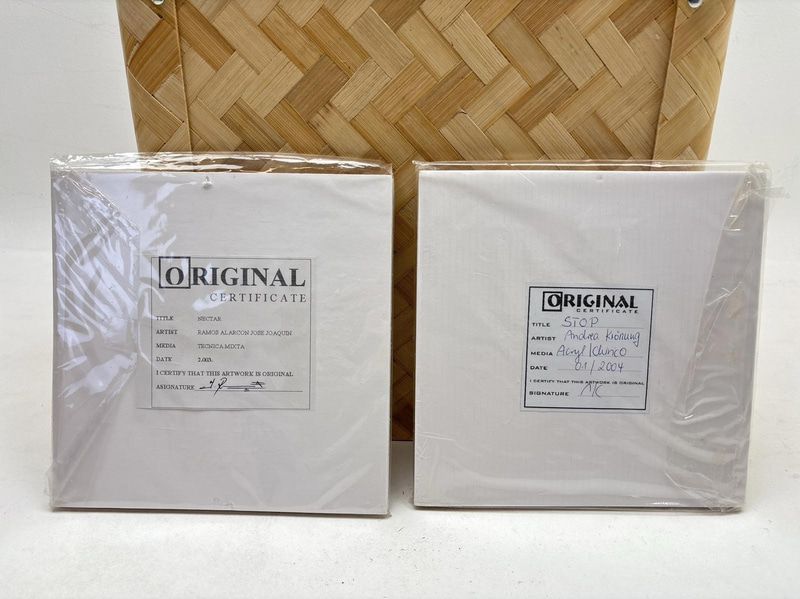 ORIGINAL
CERTIFICATE
TITLE NECTAR
ARTIST RAMOS ALARCON JOSE JOAQUIN
MEDIA TECNICA MIXTA
DATE 2.003.
I CERTIFY THAT THIS ARTWORK IS ORIGINAL
ASIGNATURE
ORIGINAL
CERTIFICATE
TITLE STOP
ARTIST Andrea Krönung
MEDIA Acryl/
DATE 01/2004
I CERTIFY THAT THIS ARTWORK IS ORIGINAL
SIGNATURE